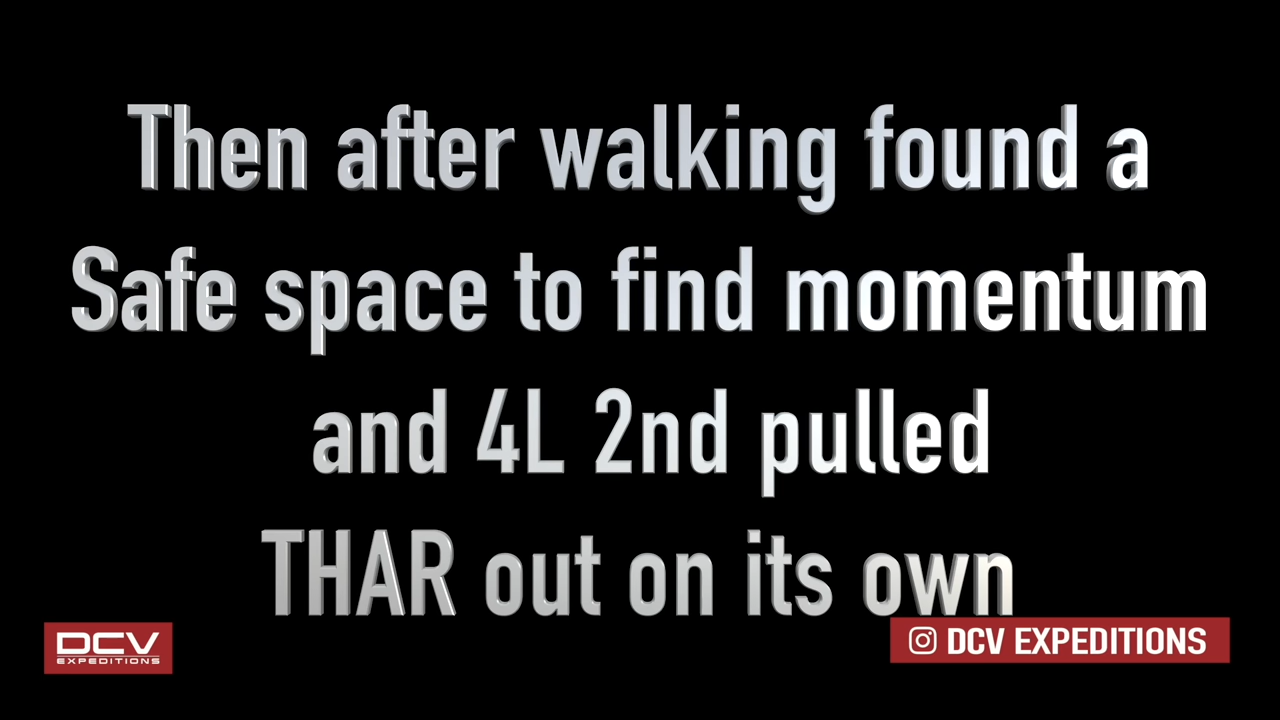 Then after walking found a
Safe space to find momentum
and 4L 2nd pulled
THAR out on its own
DCV
EXPEDITIONS
DCV EXPEDITIONS